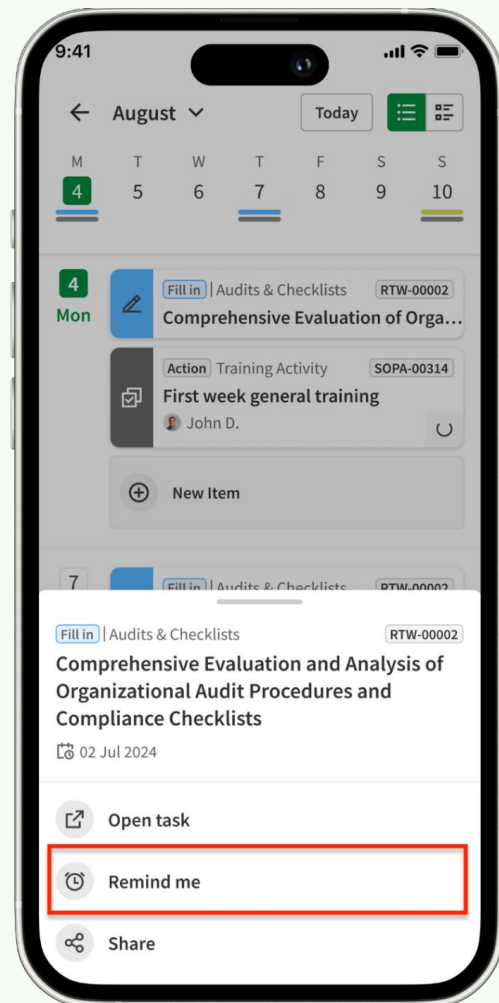 9:41
August
Today
M T W T F S S
4 5 6 7 8 9 10
4
Mon
Fill in | Audits & Checklists RTW-00002
Comprehensive Evaluation of Orga...
Action Training Activity SOPA-00314
First week general training
John D.
New Item
7
Fill in | Audits & Checklists RTW-00002
Fill in | Audits & Checklists RTW-00002
Comprehensive Evaluation and Analysis of
Organizational Audit Procedures and
Compliance Checklists
02 Jul 2024
Open task
Remind me
Share